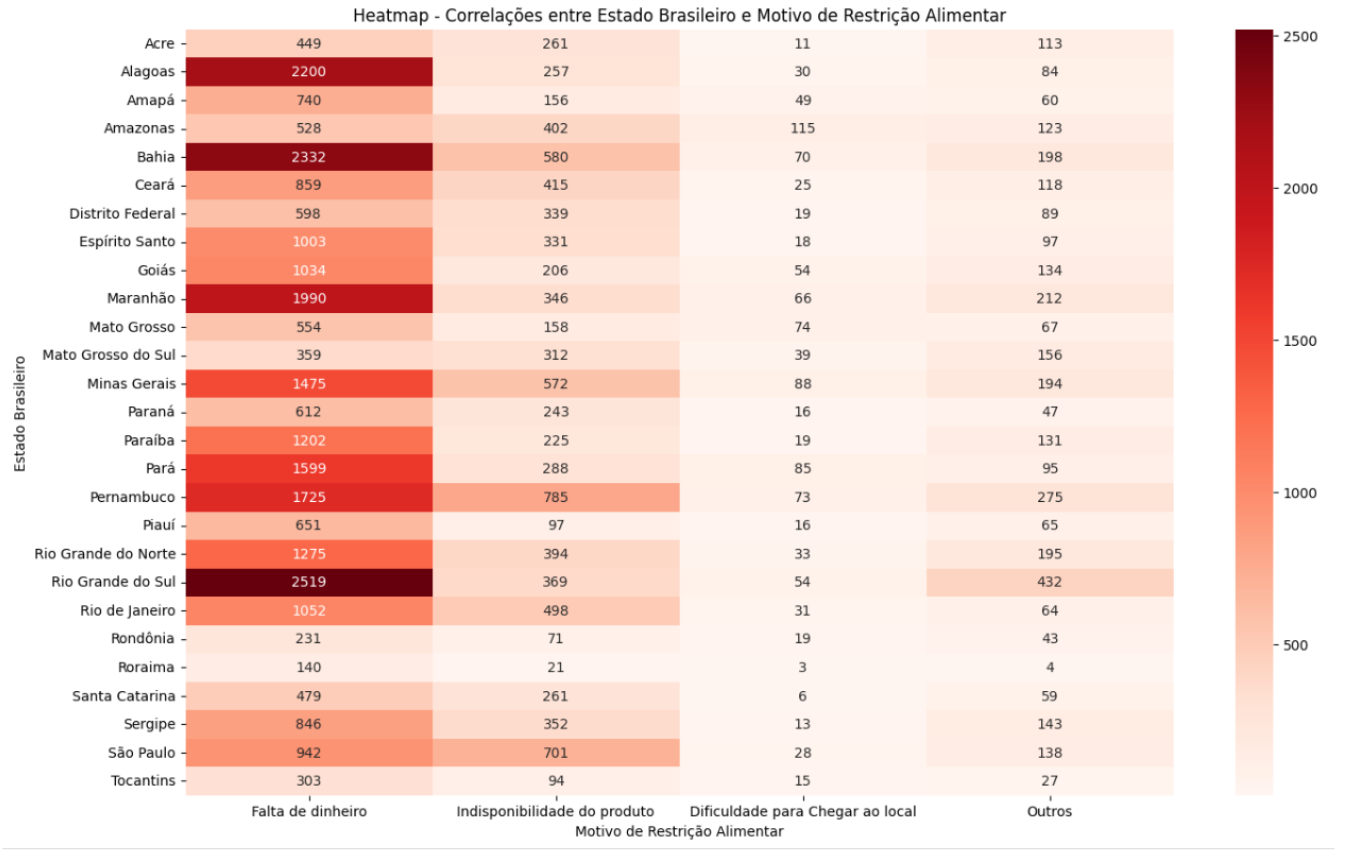 Heatmap - Correlações entre Estado Brasileiro e Motivo de Restrição Alimentar
Acre 449 261 11 113
Alagoas 2200 257 30 84
Amapá 740 156 49 60
Amazonas 528 402 115 123
Bahia 2332 580 70 198
Ceará 859 415 25 118
Distrito Federal 598 339 19 89
Espírito Santo 1003 331 18 97
Goiás 1034 206 54 134
Maranhão 1990 346 66 212
Mato Grosso 554 158 74 67
Mato Grosso do Sul 359 312 39 156
Minas Gerais 1475 572 88 194
Paraná 612 243 16 47
Paraíba 1202 225 19 131
Pará 1599 288 85 95
Pernambuco 1725 785 73 275
Piauí 651 97 16 65
Rio Grande do Norte 1275 394 33 195
Rio Grande do Sul 2519 369 54 432
Rio de Janeiro 1052 498 31 64
Rondônia 231 71 19 43
Roraima 140 21 3 4
Santa Catarina 479 261 6 59
Sergipe 846 352 13 143
São Paulo 942 701 28 138
Tocantins 303 94 15 27
Estado Brasileiro
Falta de dinheiro Indisponibilidade do produto Dificuldade para Chegar ao local Outros
Motivo de Restrição Alimentar
2500
2000
1500
1000
500